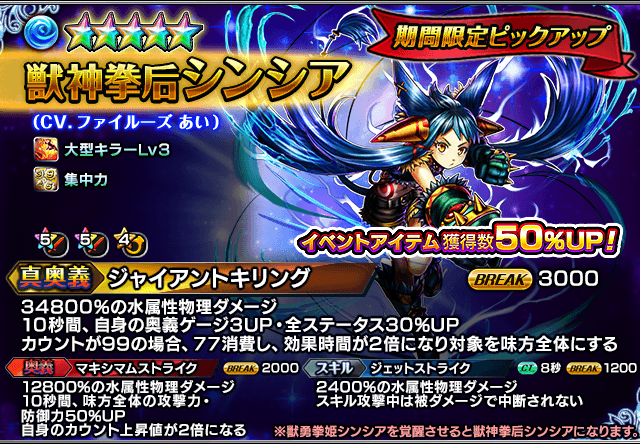 期間限定ピックアップ
獣神拳后シンシア
(CV.ファイルーズ あい)
大型キラーLv3
集中力
5 5 4
イベントアイテム獲得数50%UP!
真奥義 ジャイアントキリング BREAK 3000
34800%の水属性物理ダメージ
10秒間、自身の奥義ゲージ3UP・全ステータス30%UP
カウントが99の場合、77消費し、効果時間が2倍になり対象を味方全体にする
奥義 マキシマムストライク BREAK 2000
12800%の水属性物理ダメージ
10秒間、味方全体の攻撃力・
防御力50%UP
自身のカウント上昇値が2倍になる
スキル ジェットストライク C.T. 8秒 BREAK 1200
2400%の水属性物理ダメージ
スキル攻撃中は被ダメージで中断されない
※獣勇拳姫シンシアを覚醒させると獣神拳后シンシアになります。